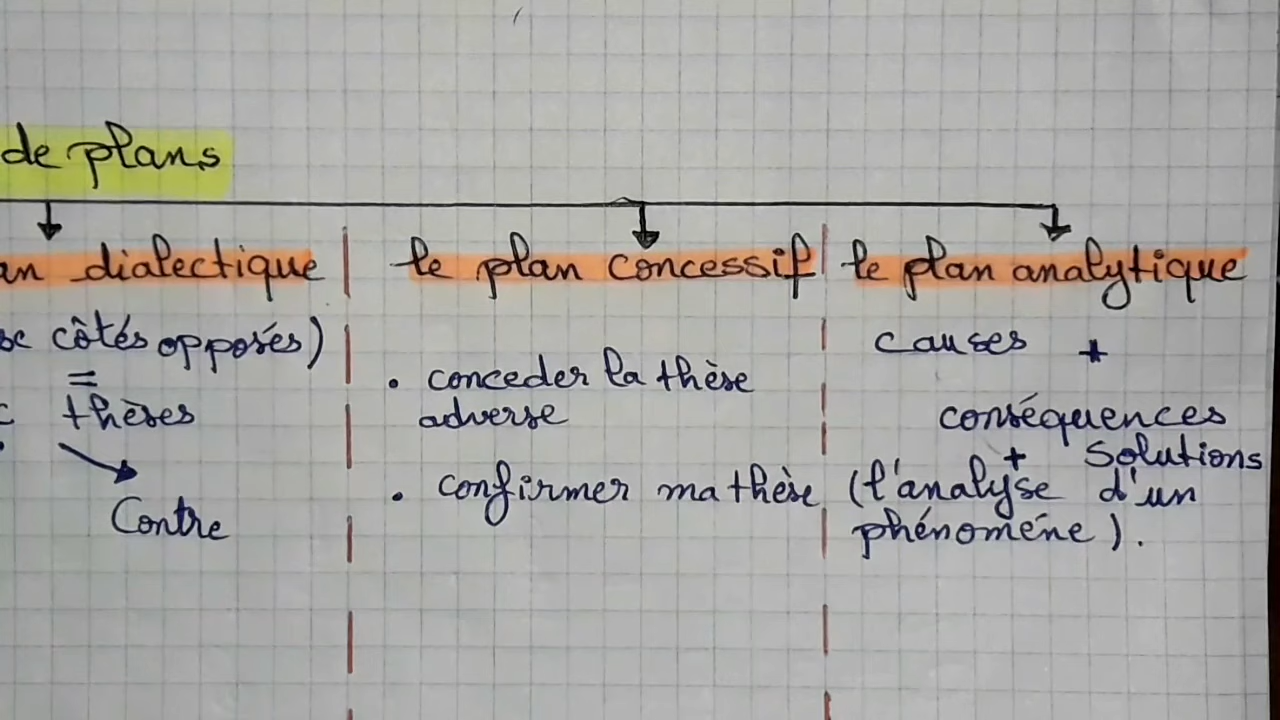 de plans
an dialectique
côtés opposés)
=
thèses
Contre
le plan concessif
• conceder la thèse
adverse
• confirmer ma thèse
le plan analytique
causes +
conséquences
+ solutions
(l'analyse d'un
phénomène).